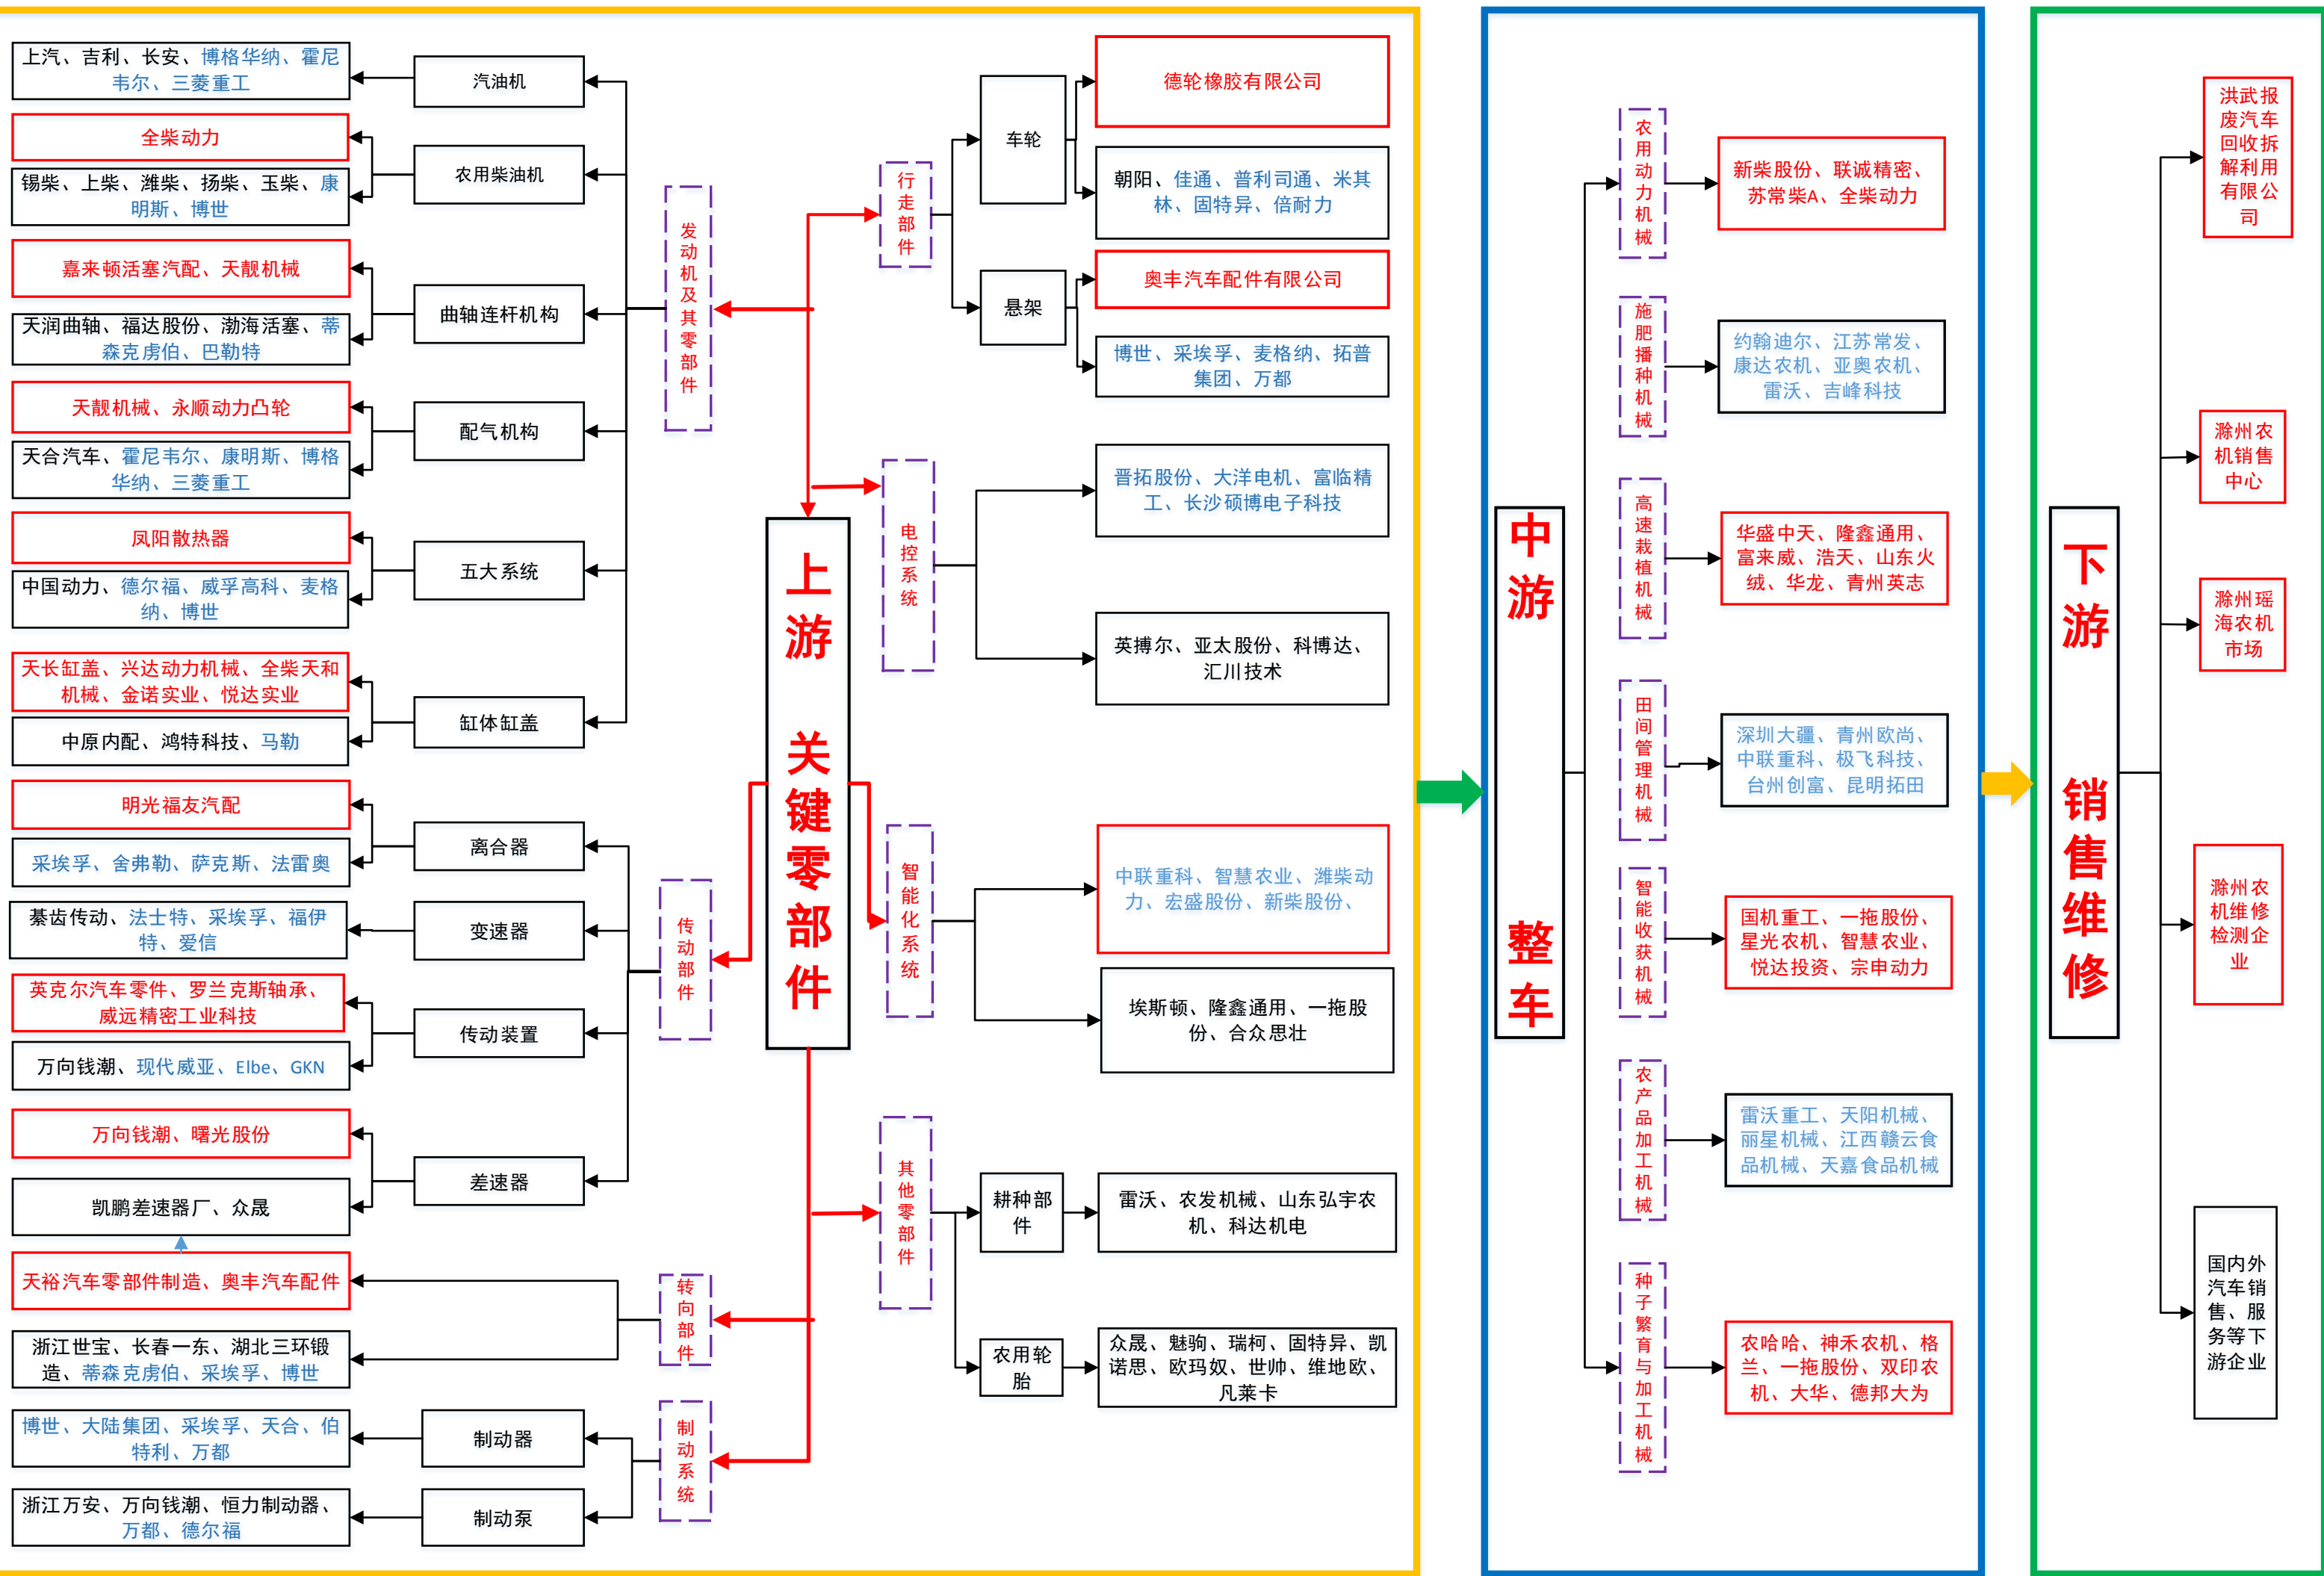 上汽、吉利、长安、博格华纳、霍尼
韦尔、三菱重工
汽油机
全柴动力
锡柴、上柴、潍柴、扬柴、玉柴、康
明斯、博世
农用柴油机
嘉来顿活塞汽配、天靓机械
天润曲轴、福达股份、渤海活塞、蒂
森克虏伯、巴勒特
曲轴连杆机构
天靓机械、永顺动力凸轮
天合汽车、霍尼韦尔、康明斯、博格
华纳、三菱重工
配气机构
凤阳散热器
中国动力、德尔福、威孚高科、麦格
纳、博世
五大系统
天长缸盖、兴达动力机械、全柴天和
机械、金诺实业、悦达实业
中原内配、鸿特科技、马勒
缸体缸盖
发动机及其零部件
明光福友汽配
采埃孚、舍弗勒、萨克斯、法雷奥
离合器
綦齿传动、法士特、采埃孚、福伊
特、爱信
变速器
英克尔汽车零件、罗兰克斯轴承、
威远精密工业科技
万向钱潮、现代威亚、Elbe、GKN
传动装置
万向钱潮、曙光股份
凯鹏差速器厂、众晟
差速器
传动部件
天裕汽车零部件制造、奥丰汽车配件
浙江世宝、长春一东、湖北三环锻
造、蒂森克虏伯、采埃孚、博世
转向部件
博世、大陆集团、采埃孚、天合、伯
特利、万都
制动器
浙江万安、万向钱潮、恒力制动器、
万都、德尔福
制动泵
制动系统
上游 关键零部件
行走部件
车轮
德轮橡胶有限公司
朝阳、佳通、普利司通、米其
林、固特异、倍耐力
悬架
奥丰汽车配件有限公司
博世、采埃孚、麦格纳、拓普
集团、万都
电控系统
晋拓股份、大洋电机、富临精
工、长沙硕博电子科技
英搏尔、亚太股份、科博达、
汇川技术
智能化系统
中联重科、智慧农业、潍柴动
力、宏盛股份、新柴股份、
埃斯顿、隆鑫通用、一拖股
份、合众思壮
其他零部件
耕种部
件
雷沃、农发机械、山东弘宇农
机、科达机电
农用轮
胎
众晟、魅驹、瑞柯、固特异、凯
诺思、欧玛奴、世帅、维地欧、
凡莱卡
中游 整车
农用动力机械
新柴股份、联诚精密、
苏常柴A、全柴动力
施肥播种机械
约翰迪尔、江苏常发、
康达农机、亚奥农机、
雷沃、吉峰科技
高速栽植机械
华盛中天、隆鑫通用、
富来威、浩天、山东火
绒、华龙、青州英志
田间管理机械
深圳大疆、青州欧尚、
中联重科、极飞科技、
台州创富、昆明拓田
智能收获机械
国机重工、一拖股份、
星光农机、智慧农业、
悦达投资、宗申动力
农产品加工机械
雷沃重工、天阳机械、
丽星机械、江西赣云食
品机械、天嘉食品机械
种子繁育与加工机械
农哈哈、神禾农机、格
兰、一拖股份、双印农
机、大华、德邦大为
下游 销售维修
洪武报
废汽车
回收拆
解利用
有限公
司
滁州农
机销售
中心
滁州瑶
海农机
市场
滁州农
机维修
检测企
业
国内外
汽车销
售、服
务等下
游企业